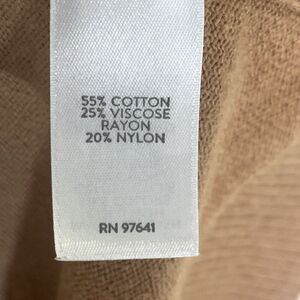 55% COTTON
25% VISCOSE
RAYON
20% NYLON
RN 97641